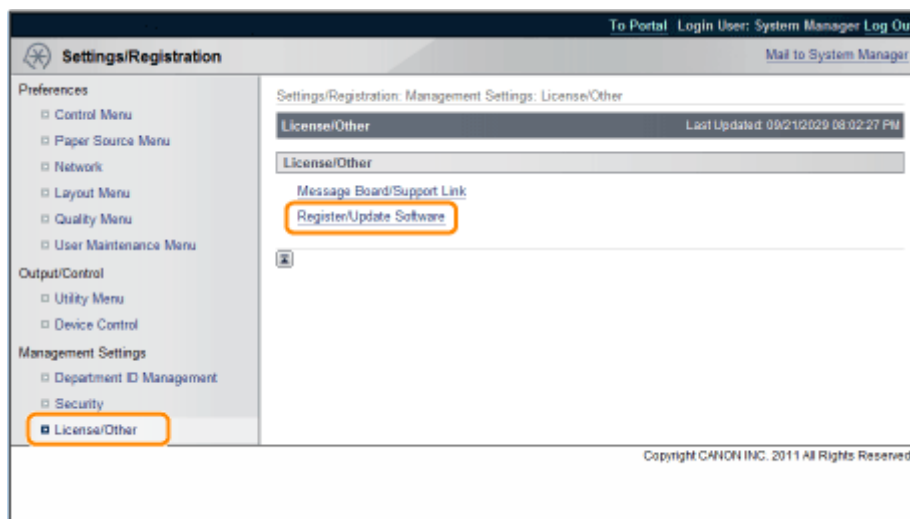 To Portal Login User: System Manager Log Ou
Settings/Registration
Mail to System Manager
Preferences
Control Menu
Paper Source Menu
Network
Layout Menu
Quality Menu
User Maintenance Menu
Output/Control
Utility Menu
Device Control
Management Settings
Department ID Management
Security
License/Other
Settings/Registration: Management Settings: License/Other
License/Other
Last Updated: 09/21/2029 08:02:27 PM
License/Other
Message Board/Support Link
Register/Update Software
Copyright CANON INC. 2011 All Rights Reserved